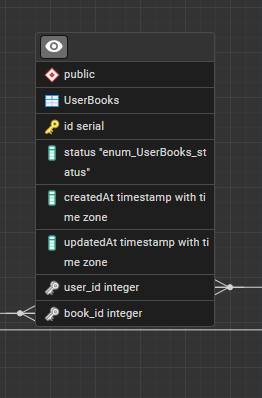 public
UserBooks
id serial
status "enum_UserBooks_st
atus"
createdAt timestamp with ti
me zone
updatedAt timestamp with ti
me zone
user_id integer
book_id integer